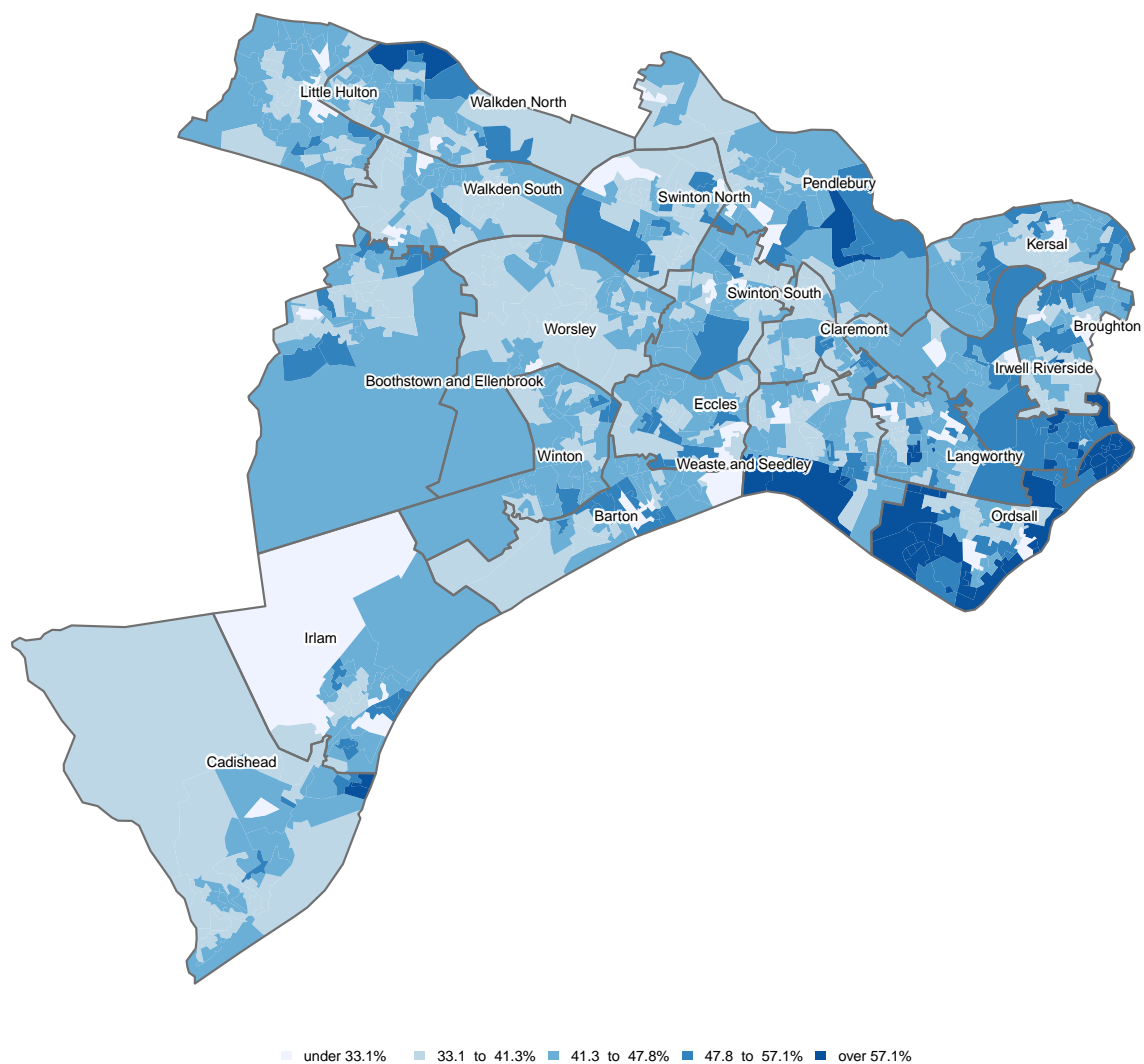 Little Hulton
Walkden North
Walkden South
Pendlebury
Swinton North
Kersal
Swinton South
Worsley
Claremont
Broughton
Irwell Riverside
Boothstown and Ellenbrook
Eccles
Winton
Weaste and Seedley
Langworthy
Barton
Ordsall
Irlam
Cadishead
under 33.1% 33.1 to 41.3% 41.3 to 47.8% 47.8 to 57.1% over 57.1%